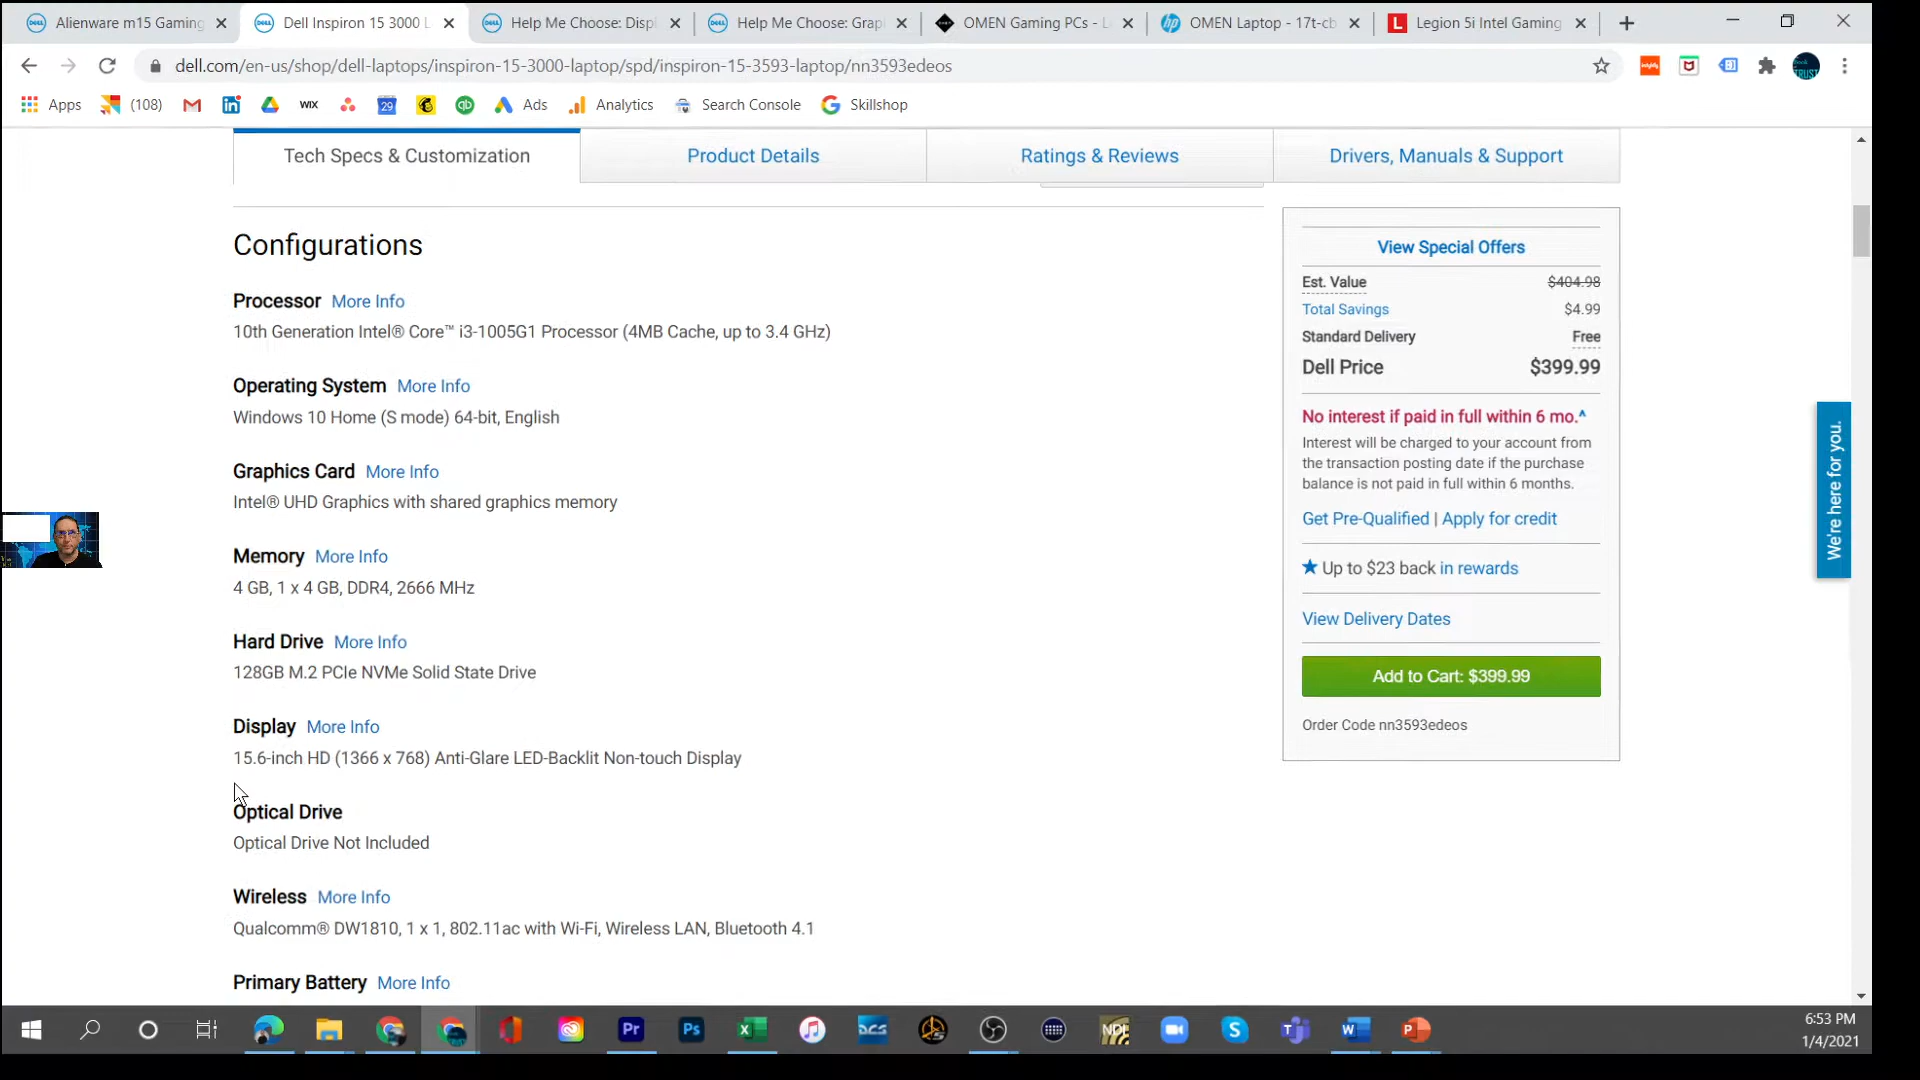 Alienware m15 Gaming
Dell Inspiron 15 3000 L
Help Me Choose: Displ
Help Me Choose: Grap
OMEN Gaming PCs - L
OMEN Laptop - 17t-cb
Legion 5i Intel Gaming
dell.com/en-us/shop/dell-laptops/inspiron-15-3000-laptop/spd/inspiron-15-3593-laptop/nn3593edeos
Apps
(108)
WIX
29
qb
Ads
Analytics
Search Console
Skillshop
Tech Specs & Customization
Product Details
Ratings & Reviews
Drivers, Manuals & Support
Configurations
Processor More Info
10th Generation Intel® Core™ i3-1005G1 Processor (4MB Cache, up to 3.4 GHz)
Operating System More Info
Windows 10 Home (S mode) 64-bit, English
Graphics Card More Info
Intel® UHD Graphics with shared graphics memory
Memory More Info
4 GB, 1 x 4 GB, DDR4, 2666 MHz
Hard Drive More Info
128GB M.2 PCIe NVMe Solid State Drive
Display More Info
15.6-inch HD (1366 x 768) Anti-Glare LED-Backlit Non-touch Display
Optical Drive
Optical Drive Not Included
Wireless More Info
Qualcomm® DW1810, 1 x 1, 802.11ac with Wi-Fi, Wireless LAN, Bluetooth 4.1
Primary Battery More Info
View Special Offers
Est. Value $404.98
Total Savings $4.99
Standard Delivery Free
Dell Price $399.99
No interest if paid in full within 6 mo.^
Interest will be charged to your account from
the transaction posting date if the purchase
balance is not paid in full within 6 months.
Get Pre-Qualified | Apply for credit
★ Up to $23 back in rewards
View Delivery Dates
Add to Cart: $399.99
Order Code nn3593edeos
We're here for you.
Pr
Ps
DCS
NDI
6:53 PM
1/4/2021